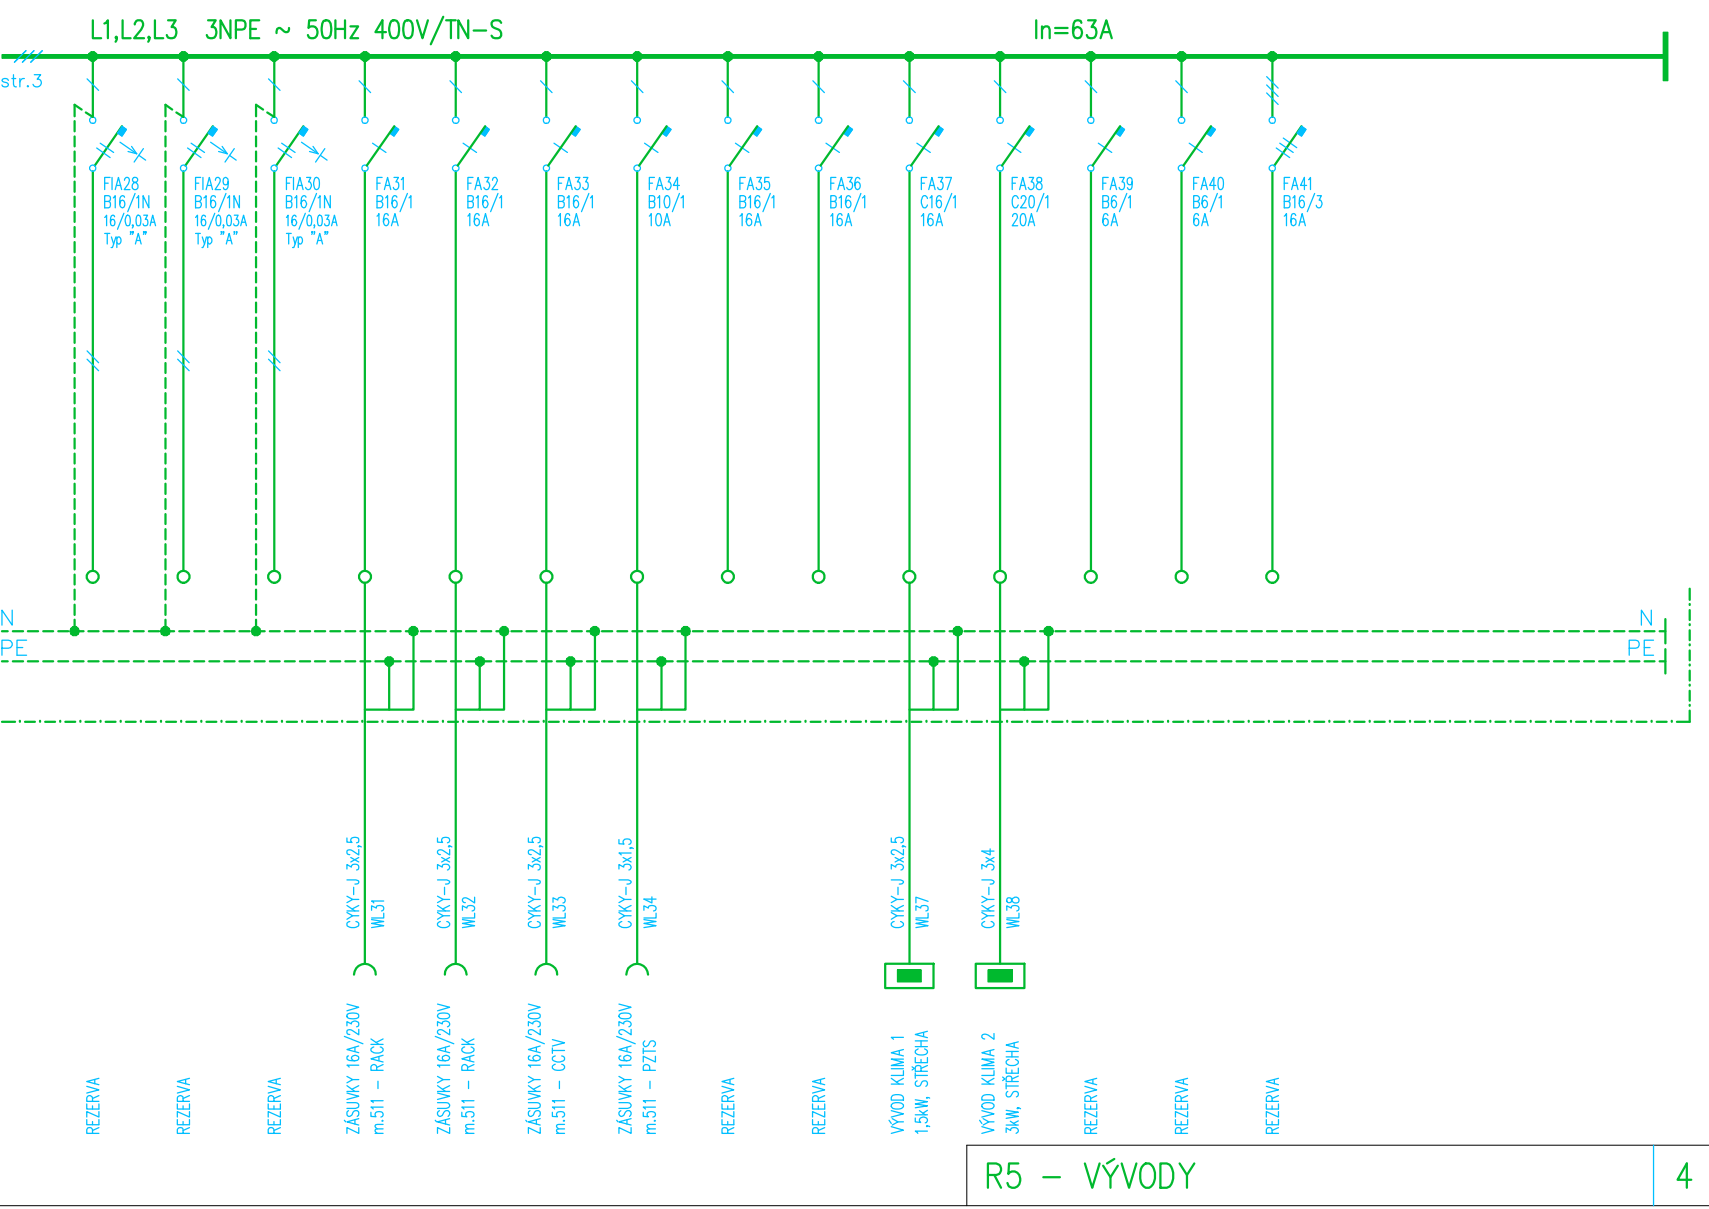 L1,L2,L3 3NPE ~ 50Hz 400V/TN-S
In=63A
str.3
FIA28
B16/1N
16/0,03A
Typ "A"
FIA29
B16/1N
16/0,03A
Typ "A"
FIA30
B16/1N
16/0,03A
Typ "A"
FA31
B16/1
16A
FA32
B16/1
16A
FA33
B16/1
16A
FA34
B10/1
10A
FA35
B16/1
16A
FA36
B16/1
16A
FA37
C16/1
16A
FA38
C20/1
20A
FA39
B6/1
6A
FA40
B6/1
6A
FA41
B16/3
16A
N
N
PE
PE
CYKY-J 3x2,5
WL31
CYKY-J 3x2,5
WL32
CYKY-J 3x2,5
WL33
CYKY-J 3x1,5
WL34
CYKY-J 3x2,5
WL37
CYKY-J 3x4
WL38
REZERVA
REZERVA
REZERVA
ZÁSUVKY 16A/230V
m.511 - RACK
ZÁSUVKY 16A/230V
m.511 - RACK
ZÁSUVKY 16A/230V
m.511 - CCTV
ZÁSUVKY 16A/230V
m.511 - PZTS
REZERVA
REZERVA
VÝVOD KLIMA 1
1,5kW, STŘECHA
VÝVOD KLIMA 2
3kW, STŘECHA
REZERVA
REZERVA
REZERVA
R5 - VÝVODY
4